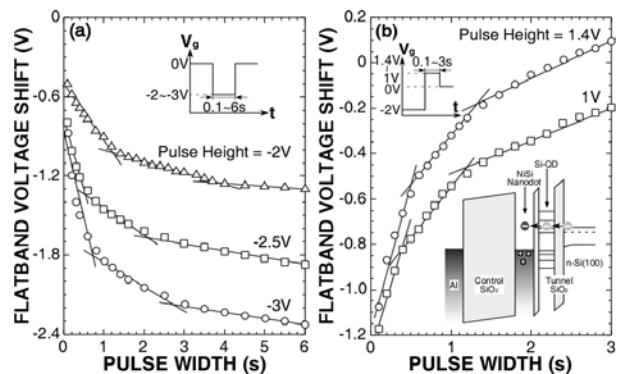 (a)
Vg
0V
-2~-3V
0.1~6s
t
Pulse Height = -2V
-2.5V
-3V
0
-0.6
-1.2
-1.8
-2.4
0 1 2 3 4 5 6
FLATBAND VOLTAGE SHIFT (V)
PULSE WIDTH (s)
(b)
Pulse Height = 1.4V
Vg
1.4V
1V
0V
-2V
0.1~3s
t
1V
Si-QD
NiSi
Nanodot
Al
Control
SiO₂
Tunnel
SiO₂
n-Si(100)
0.2
0
-0.2
-0.4
-0.6
-0.8
-1.0
-1.2
0 1 2 3
FLATBAND VOLTAGE SHIFT (V)
PULSE WIDTH (s)